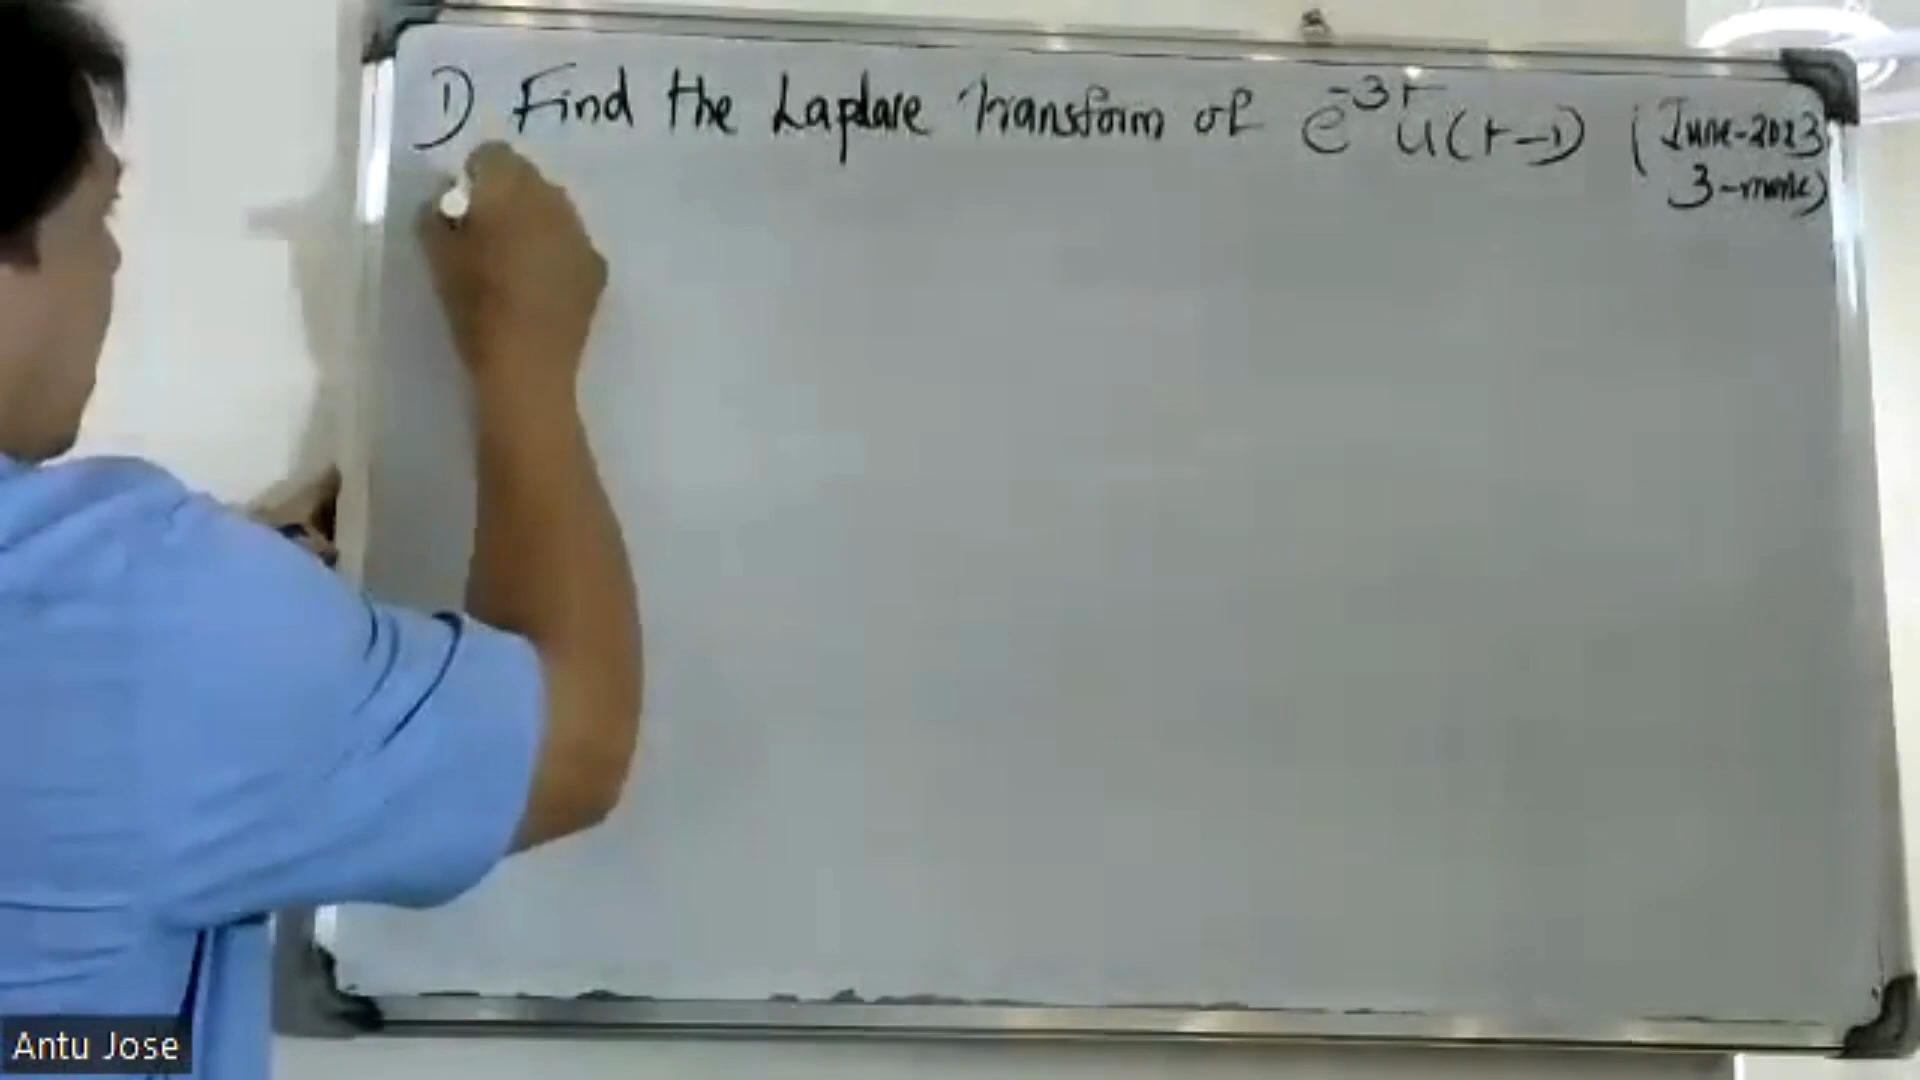 1) Find the Laplace transform of e^-3t u(t-1) (June-2023
3-mark)
Antu Jose